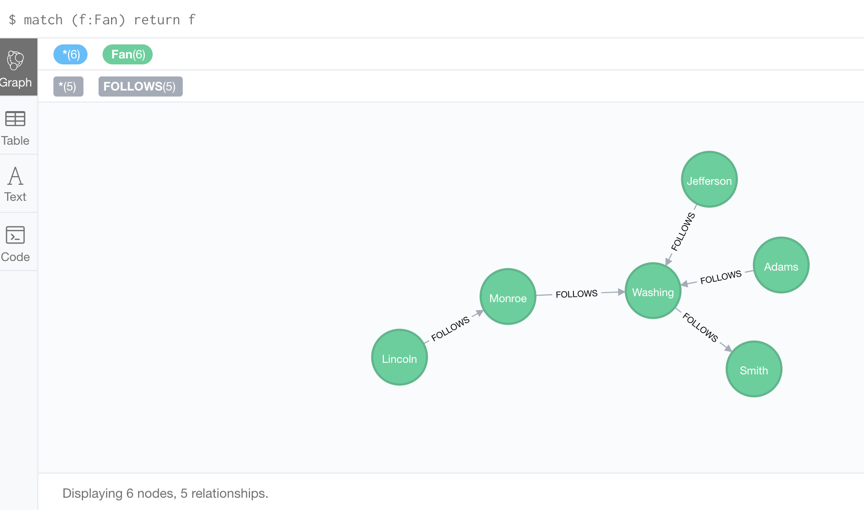 $ match (f:Fan) return f
*(6) Fan(6)
Graph
*(5) FOLLOWS(5)
Table
Text
Code
Jefferson
FOLLOWS
Adams
FOLLOWS
Washing
Monroe
FOLLOWS
FOLLOWS
Lincoln
FOLLOWS
Smith
Displaying 6 nodes, 5 relationships.